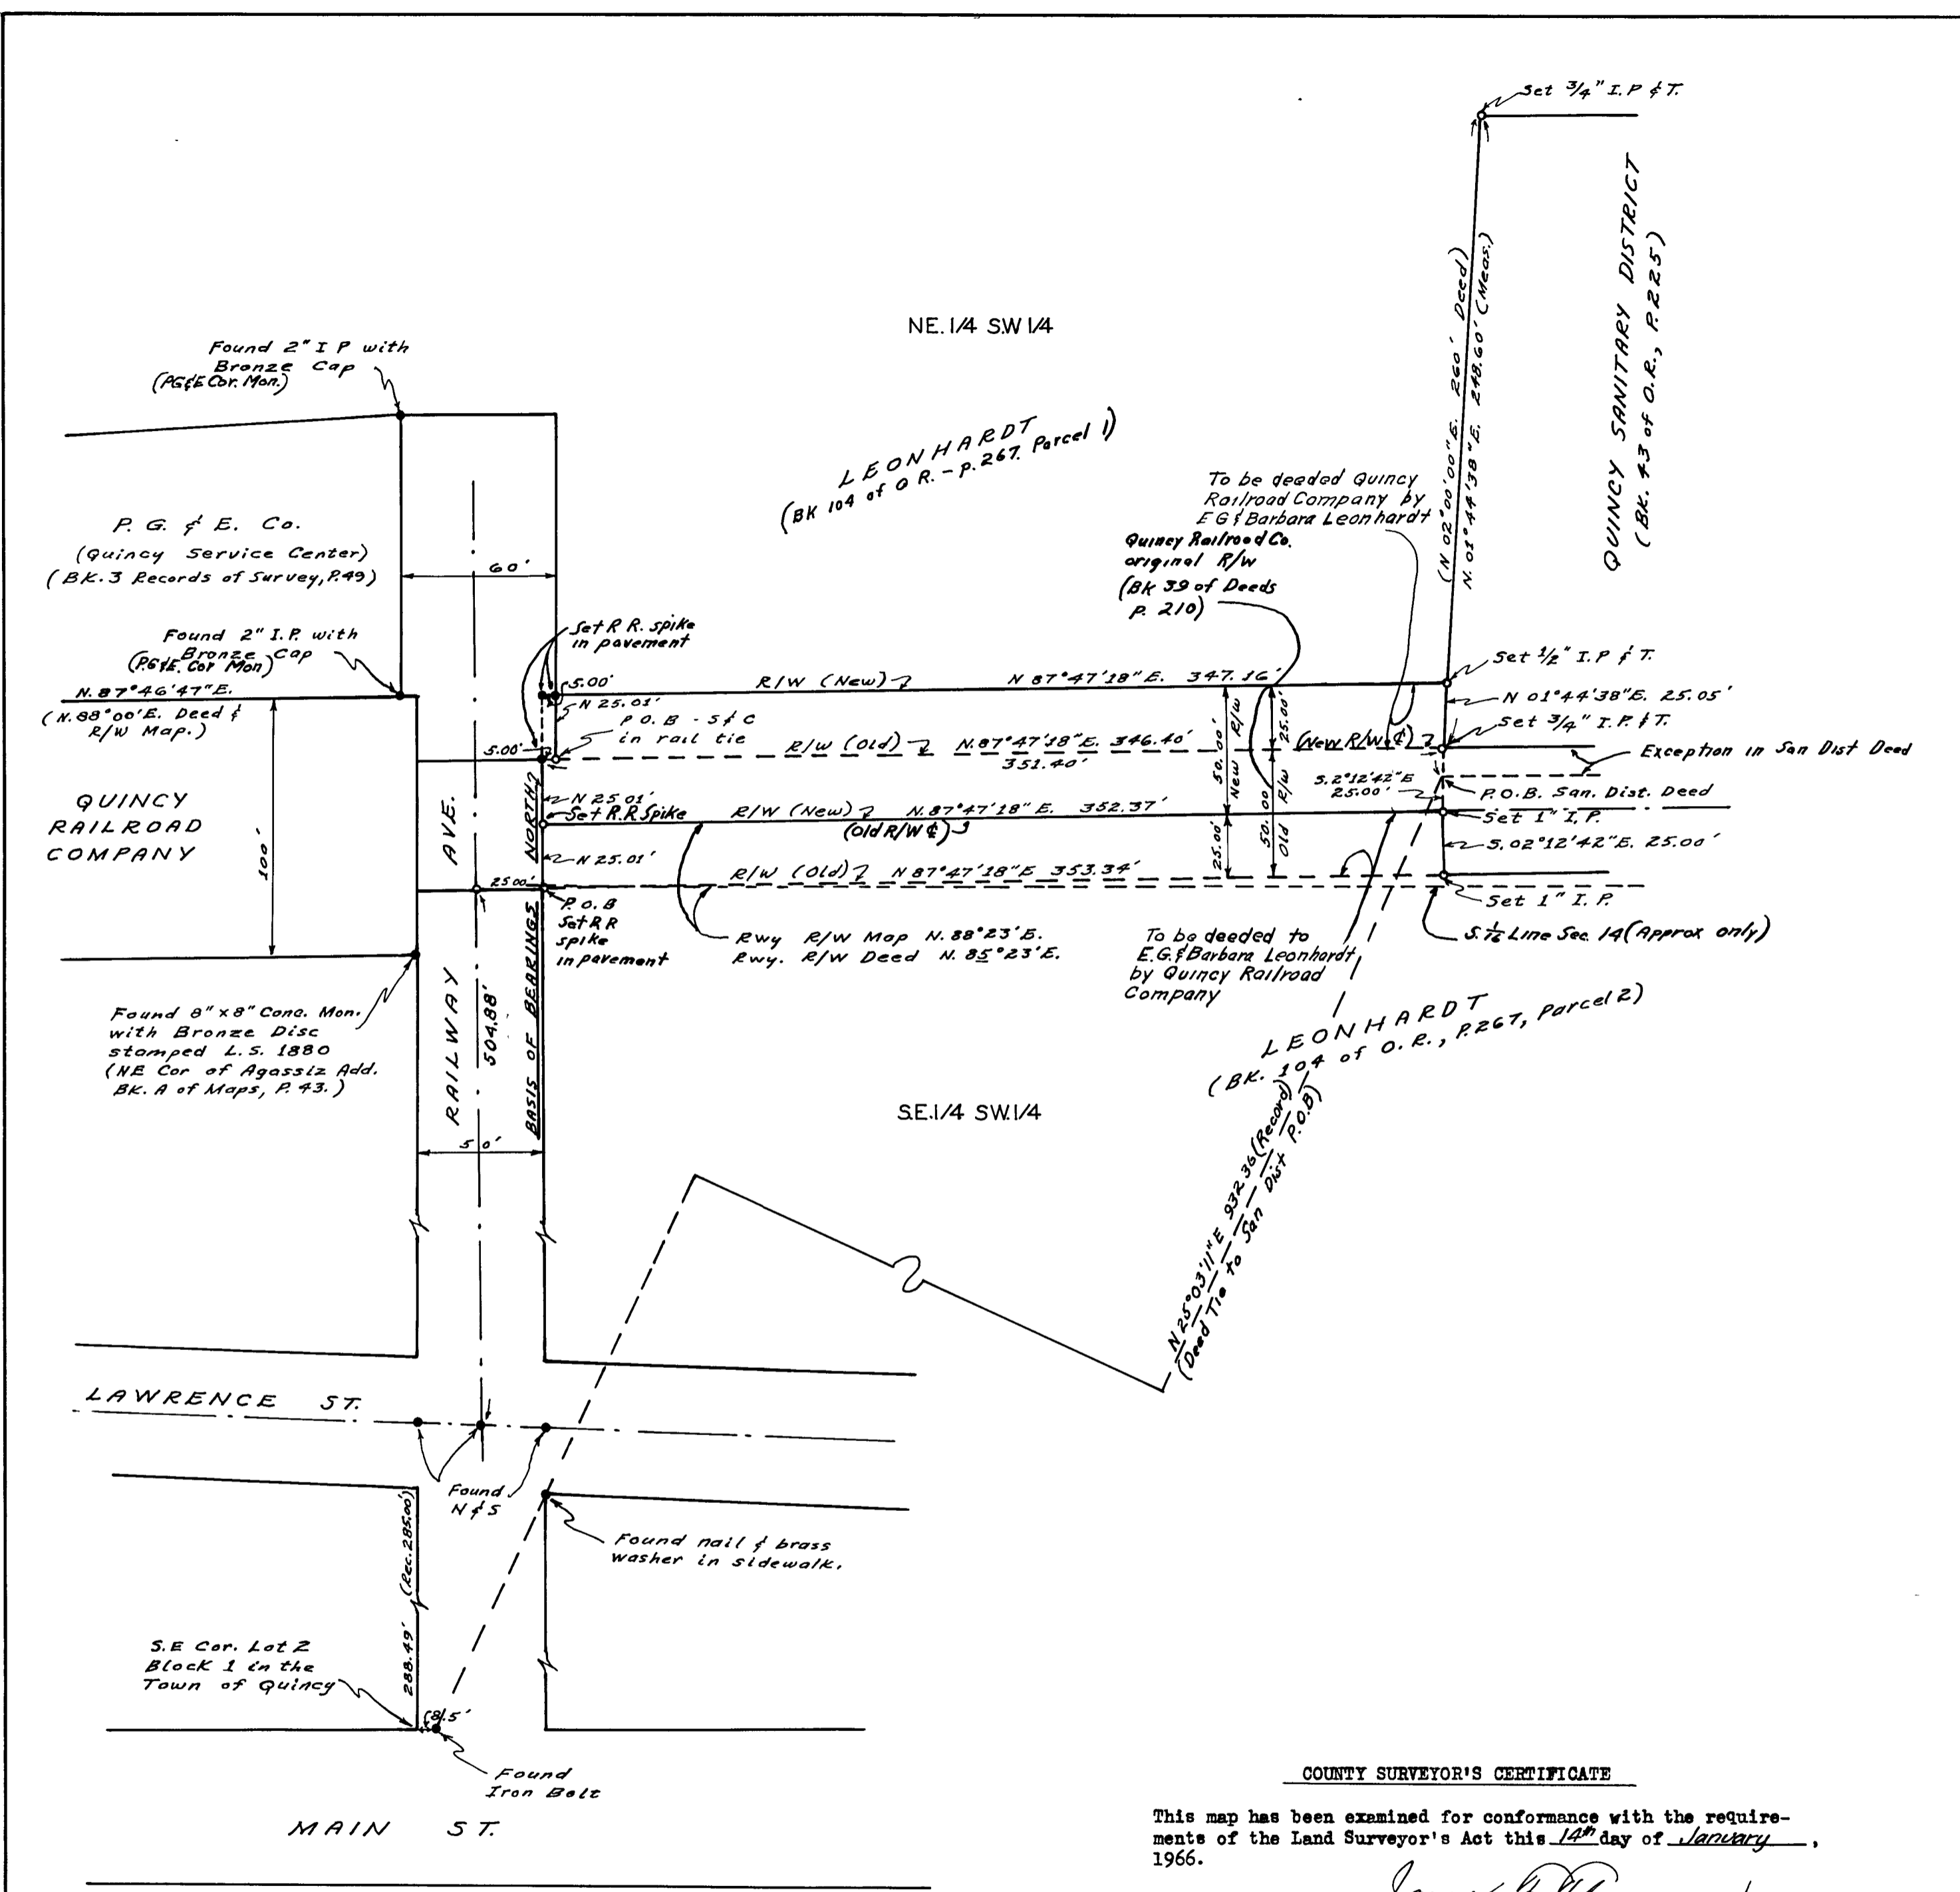 Set 3/4" I.P & T.
QUINCY SANITARY DISTRICT
(BK. 43 of O.R., P.225)
(N 02°00'00"E. 260' Deed)
N. 01°44'38"E. 248.60' (Meas.)
NE. 1/4 S.W 1/4
Found 2" I P with
Bronze Cap
(PG&E Cor. Mon.)
LEONHARDT
(BK 104 of O R. - p. 267. Parcel 1)
P. G. & E. Co.
(Quincy Service Center)
(BK. 3 Records of Survey, P.49)
60'
To be deeded Quincy
Railroad Company by
E G & Barbara Leonhardt
Quincy Railroad Co.
original R/W
(BK 39 of Deeds
P. 210)
Found 2" I.P. with
Bronze Cap
(P.G&E. Cor Mon)
Set R R. spike
in pavement
N. 87°46'47"E.
(N. 88°00'E. Deed &
R/W Map.)
5.00'
R/W (New)
N 87°47'18"E. 347.16'
Set 1/2" I.P & T.
N 01°44'38"E. 25.05'
N 25.01'
P.O.B - S & C
in rail tie
5.00'
R/W (Old)
N.87°47'18"E. 346.40'
351.40'
(New R/W ₵)
Set 3/4" I.P. & T.
Exception in San Dist Deed
50.00' New R/W
25.00'
50.00 Old R/W
25.00'
S.2°12'42"E
25.00'
P.O.B. San. Dist. Deed
N 25.01'
Set R.R Spike
R/W (New)
N.87°47'18"E. 352.37'
(Old R/W ₵)
Set 1" I.P.
S.02°12'42"E. 25.00'
N 25.01'
R/W (Old)
N 87°47'18"E 353.34'
Set 1" I.P.
S. 1/16 Line Sec. 14 (Approx only)
QUINCY
RAILROAD
COMPANY
100'
25.00'
P.O.B
Set R R
spike
in pavement
Rwy R/W Map N. 88°23'E.
Rwy. R/W Deed N. 85°23'E.
To be deeded to
E.G. & Barbara Leonhardt
by Quincy Railroad
Company
RAILWAY AVE.
504.88'
BASIS OF BEARINGS (NORTH)
Found 8" x 8" Conc. Mon.
with Bronze Disc
stamped L.S. 1880
(NE Cor of Agassiz Add.
BK. A of Maps, P. 43.)
LEONHARDT
(BK. 104 of O.R., P.267, Parcel 2)
S.E.1/4 SW.1/4
50'
N 25°03'11"E 932.36 (Record)
(Deed Tie to San Dist P.O.B)
LAWRENCE ST.
Found
N & S
Found nail & brass
washer in sidewalk.
288.49' (Rec. 285.00')
S.E Cor. Lot 2
Block 1 in the
Town of Quincy
8.5'
Found
Iron Bolt
MAIN ST.
COUNTY SURVEYOR'S CERTIFICATE
This map has been examined for conformance with the require-
ments of the Land Surveyor's Act this 14th day of January,
1966.